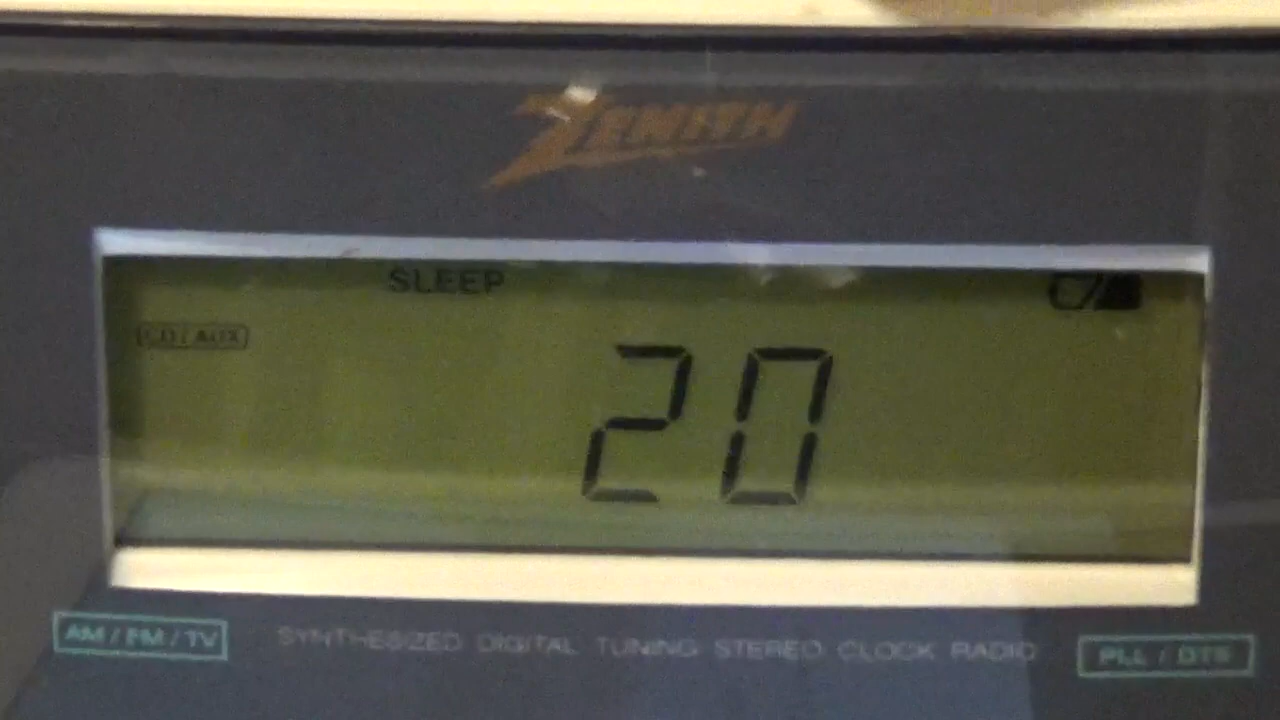 ZENITH
SLEEP
CD/AUX
20
AM/FM/TV
SYNTHESIZED DIGITAL TUNING STEREO CLOCK RADIO
PLL/DTS